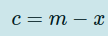 c = m − x